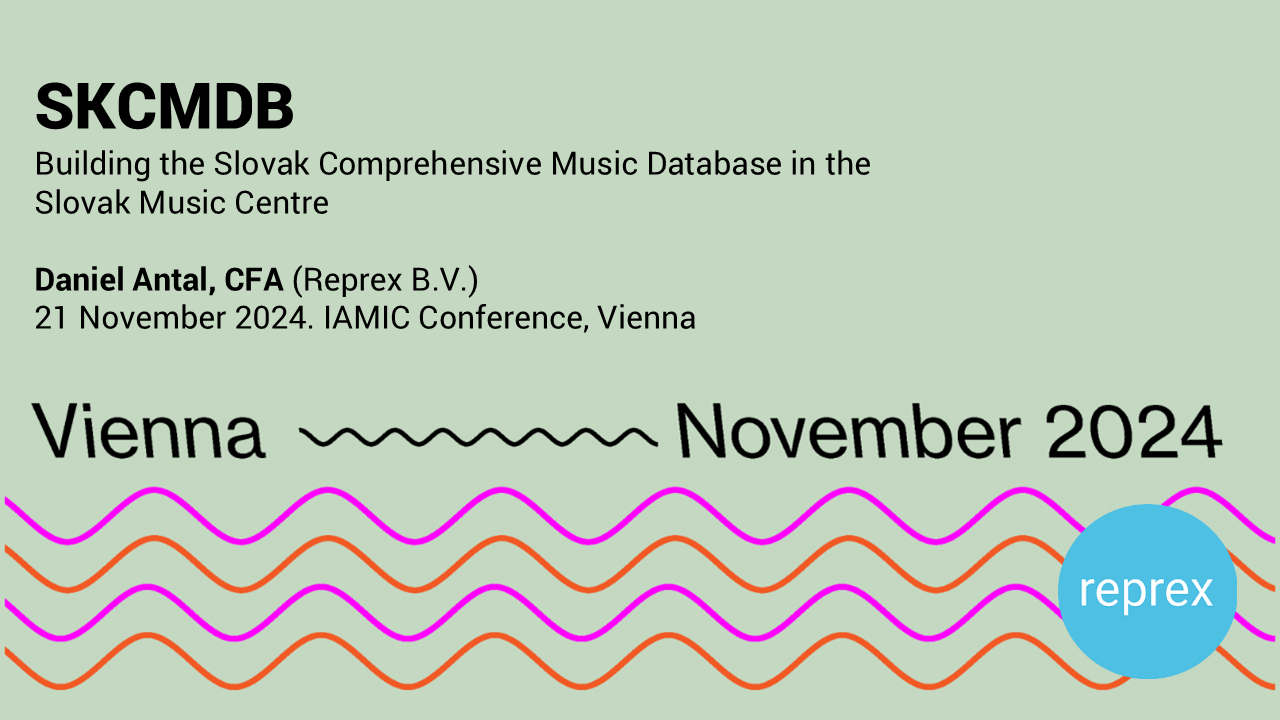 SKCMDB
Building the Slovak Comprehensive Music Database in the
Slovak Music Centre
Daniel Antal, CFA (Reprex B.V.)
21 November 2024. IAMIC Conference, Vienna
Vienna November 2024
reprex